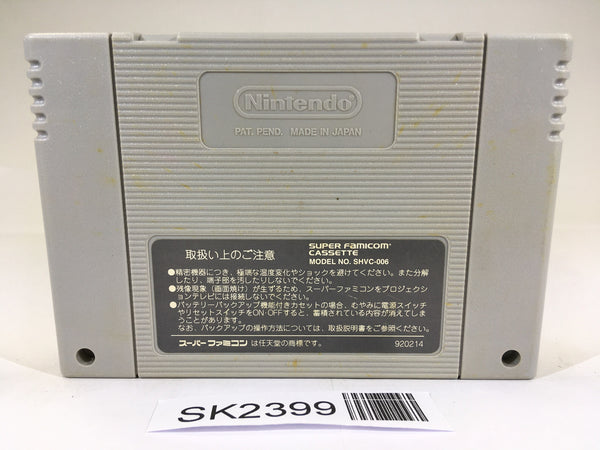 Nintendo
PAT. PEND. MADE IN JAPAN
取扱い上のご注意
SUPER FAMICOM
CASSETTE
MODEL NO. SHVC-006
●精密機器につき、極端な温度変化やショックを避けてください。また分解
したり、端子部を汚したりしないでください。
●残像現象（画面焼け）が生ずるため、スーパーファミコンをプロジェクシ
ョンテレビには接続しないでください。
●バッテリーバックアップ機能付きカセットの場合、むやみに電源スイッチ
やリセットスイッチをON・OFFすると、蓄積されている内容が消えてしま
うことがあります。
なお、バックアップの操作方法については、取扱説明書をご参照ください。
スーパーファミコン は任天堂の商標です。
920214
SK2399